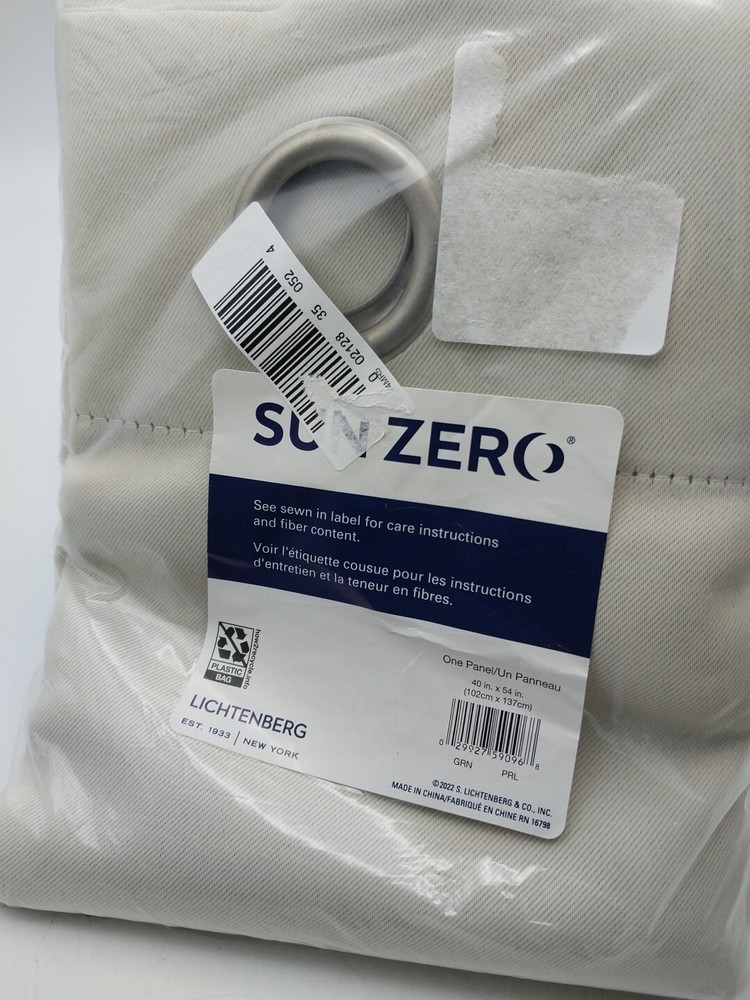 4
02128 35 052
0
SUN ZERO®
See sewn in label for care instructions
and fiber content.
Voir l'étiquette cousue pour les instructions
d'entretien et la teneur en fibres.
how2recycle.info
PLASTIC
BAG
One Panel/Un Panneau
40 in. x 54 in.
(102cm x 137cm)
0 29927 59096 8
GRN PRL
LICHTENBERG
EST. 1933 | NEW YORK
©2022 S. LICHTENBERG & CO., INC.
MADE IN CHINA/FABRIQUÉ EN CHINE RN 16798